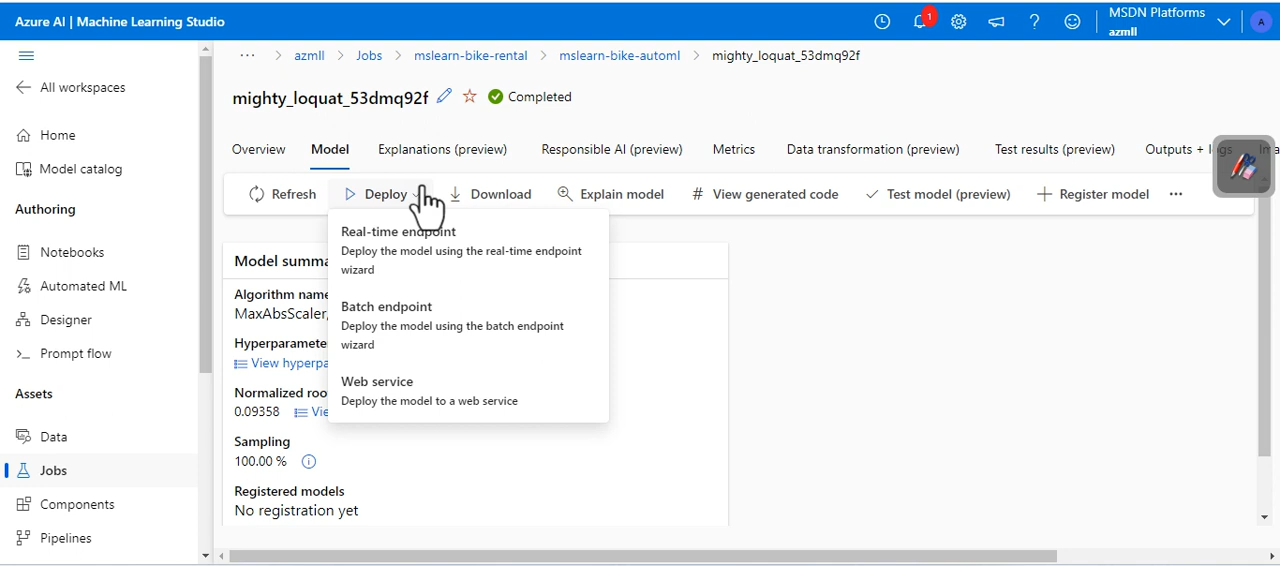 Azure AI | Machine Learning Studio
1
MSDN Platforms
azmll
A
All workspaces
Home
Model catalog
Authoring
Notebooks
Automated ML
Designer
Prompt flow
Assets
Data
Jobs
Components
Pipelines
... > azmll > Jobs > mslearn-bike-rental > mslearn-bike-automl > mighty_loquat_53dmq92f
mighty_loquat_53dmq92f Completed
Overview Model Explanations (preview) Responsible AI (preview) Metrics Data transformation (preview) Test results (preview) Outputs +
Refresh Deploy Download Explain model # View generated code Test model (preview) + Register model ...
Real-time endpoint
Deploy the model using the real-time endpoint
wizard
Batch endpoint
Deploy the model using the batch endpoint
wizard
Web service
Deploy the model to a web service
Model summa
Algorithm name
MaxAbsScaler,
Hyperparamete
View hyperpa
Normalized roo
0.09358 Vie
Sampling
100.00 %
Registered models
No registration yet